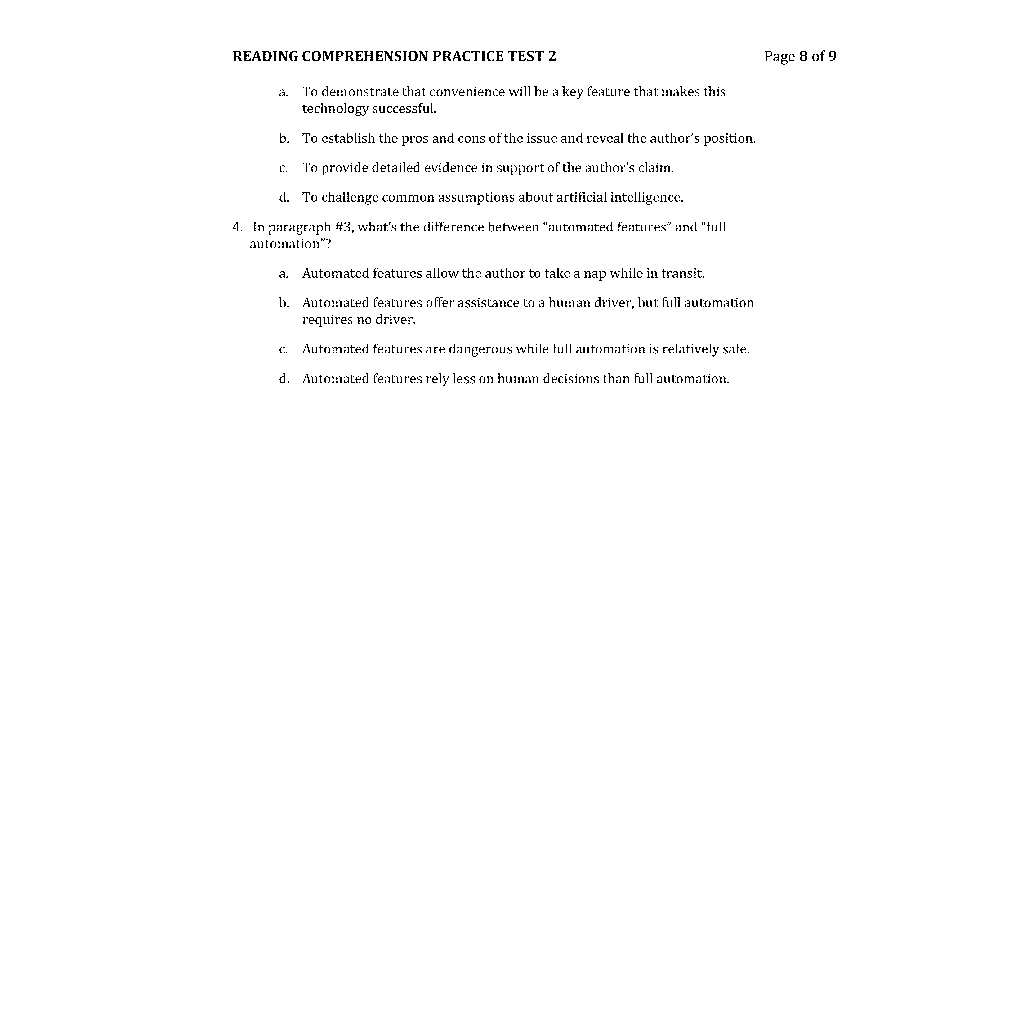 READING COMPREHENSION PRACTICE TEST 2 Page 8 of 9
a. To demonstrate that convenience will be a key feature that makes this
technology successful.
b. To establish the pros and cons of the issue and reveal the author’s position.
c. To provide detailed evidence in support of the author’s claim.
d. To challenge common assumptions about artificial intelligence.
4. In paragraph #3, what’s the difference between “automated features” and “full
automation”?
a. Automated features allow the author to take a nap while in transit.
b. Automated features offer assistance to a human driver, but full automation
requires no driver.
c. Automated features are dangerous while full automation is relatively safe.
d. Automated features rely less on human decisions than full automation.